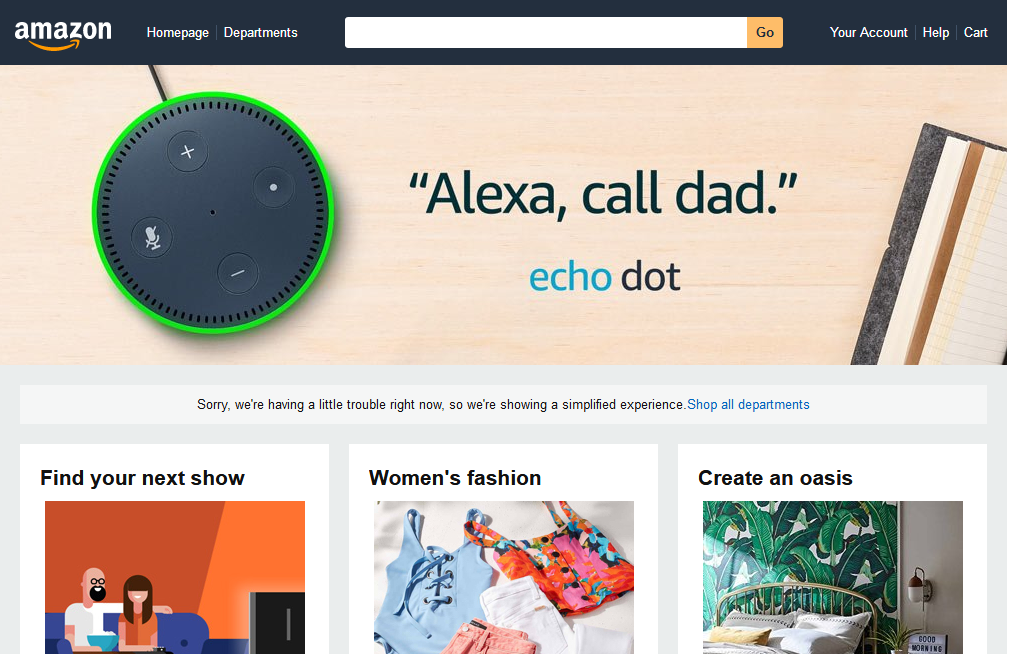 amazon
Homepage
Departments
Go
Your Account
Help
Cart
“Alexa, call dad.”
echo dot
Sorry, we're having a little trouble right now, so we're showing a simplified experience.Shop all departments
Find your next show
Women's fashion
Create an oasis
GOOD
MORNING